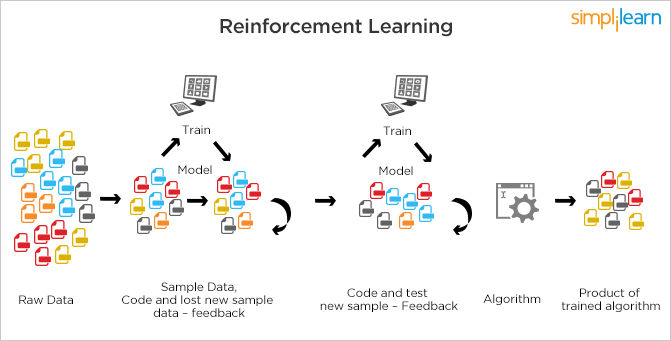 Reinforcement Learning
simplilearn
Train
Train
Model
Model
Raw Data
Sample Data,
Code and lost new sample
data – feedback
Code and test
new sample – Feedback
Algorithm
Product of
trained algorithm